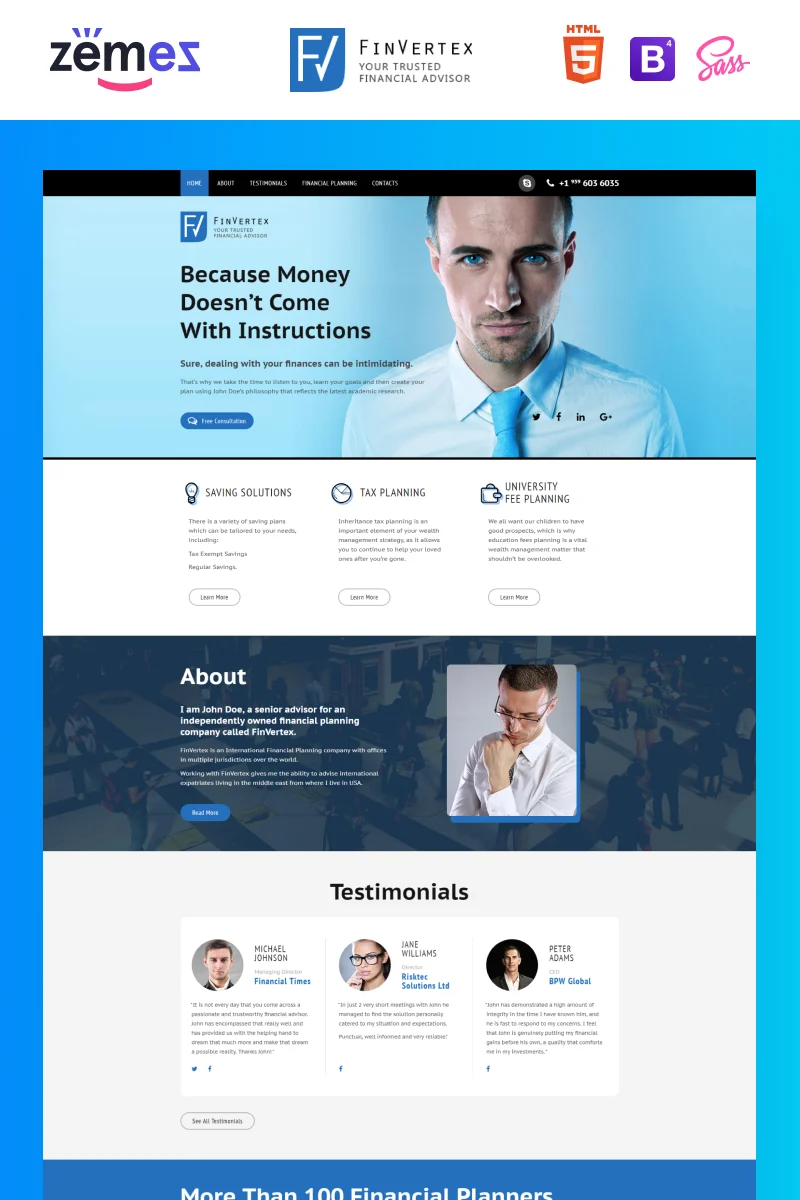 zemez
FINVERTEX
YOUR TRUSTED
FINANCIAL ADVISOR
HTML
5
B
4
Sass
HOME ABOUT TESTIMONIALS FINANCIAL PLANNING CONTACTS
+1 959 603 6035
FINVERTEX
YOUR TRUSTED
FINANCIAL ADVISOR
Because Money
Doesn't Come
With Instructions
Sure, dealing with your finances can be intimidating.
That's why we take the time to listen to you, learn your goals and then create your
plan using John Doe's philosophy that reflects the latest academic research.
Free Consultation
SAVING SOLUTIONS
There is a variety of saving plans
which can be tailored to your needs,
including:
Tax Exempt Savings
Regular Savings.
Learn More
TAX PLANNING
Inheritance tax planning is an
important element of your wealth
management strategy, as it allows
you to continue to help your loved
ones after you're gone.
Learn More
UNIVERSITY
FEE PLANNING
We all want our children to have
good prospects, which is why
education fees planning is a vital
wealth management matter that
shouldn't be overlooked.
Learn More
About
I am John Doe, a senior advisor for an
independently owned financial planning
company called FinVertex.
FinVertex is an International Financial Planning company with offices
in multiple jurisdictions over the world.
Working with FinVertex gives me the ability to advise international
expatriates living in the middle east from where I live in USA.
Read More
Testimonials
MICHAEL
JOHNSON
Managing Director
Financial Times
"It is not every day that you come across a
passionate and trustworthy financial advisor.
John has encompassed that really well and
has provided us with the helping hand to
dream that much more and make that dream
a possible reality. Thanks John!"
JANE
WILLIAMS
Director
Risktec
Solutions Ltd
"In just 2 very short meetings with John he
managed to find the solution personally
catered to my situation and expectations.
Punctual, well informed and very reliable!"
PETER
ADAMS
CEO
BPW Global
"John has demonstrated a high amount of
integrity in the time I have known him, and
he is fast to respond to my concerns. I feel
that John is genuinely putting my financial
gains before his own, a quality that comforts
me in my investments."
See All Testimonials
More Than 100 Financial Planners